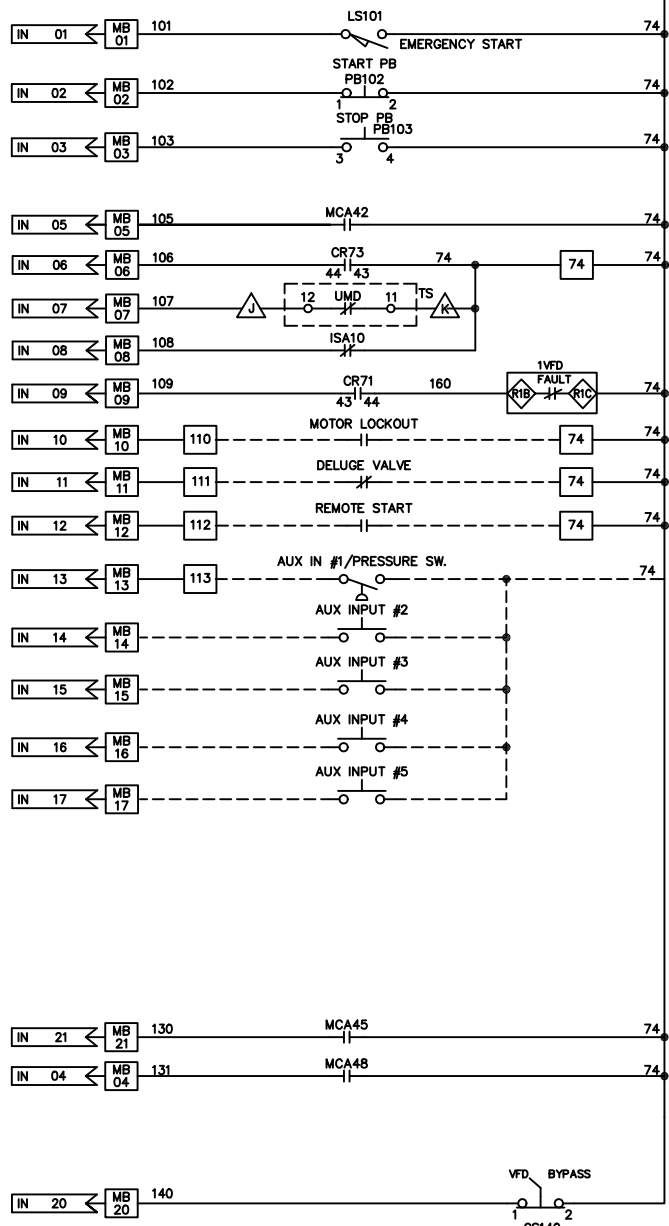 LS101
IN 01 MB 01 101 EMERGENCY START 74
START PB
PB102
IN 02 MB 02 102 1 2 74
STOP PB
PB103
IN 03 MB 03 103 3 4 74
MCA42
IN 05 MB 05 105 74
CR73
IN 06 MB 06 106 44 43 74 74 74
IN 07 MB 07 107 J 12 UMD 11 TS K
ISA10
IN 08 MB 08 108
1VFD
FAULT
CR71
IN 09 MB 09 109 43 44 160 R1B R1C 74
MOTOR LOCKOUT
IN 10 MB 10 110 74 74
DELUGE VALVE
IN 11 MB 11 111 74 74
REMOTE START
IN 12 MB 12 112 74 74
AUX IN #1/PRESSURE SW.
IN 13 MB 13 113 74
AUX INPUT #2
IN 14 MB 14
AUX INPUT #3
IN 15 MB 15
AUX INPUT #4
IN 16 MB 16
AUX INPUT #5
IN 17 MB 17
MCA45
IN 21 MB 21 130 74
MCA48
IN 04 MB 04 131 74
VFD BYPASS
IN 20 MB 20 140 1 2